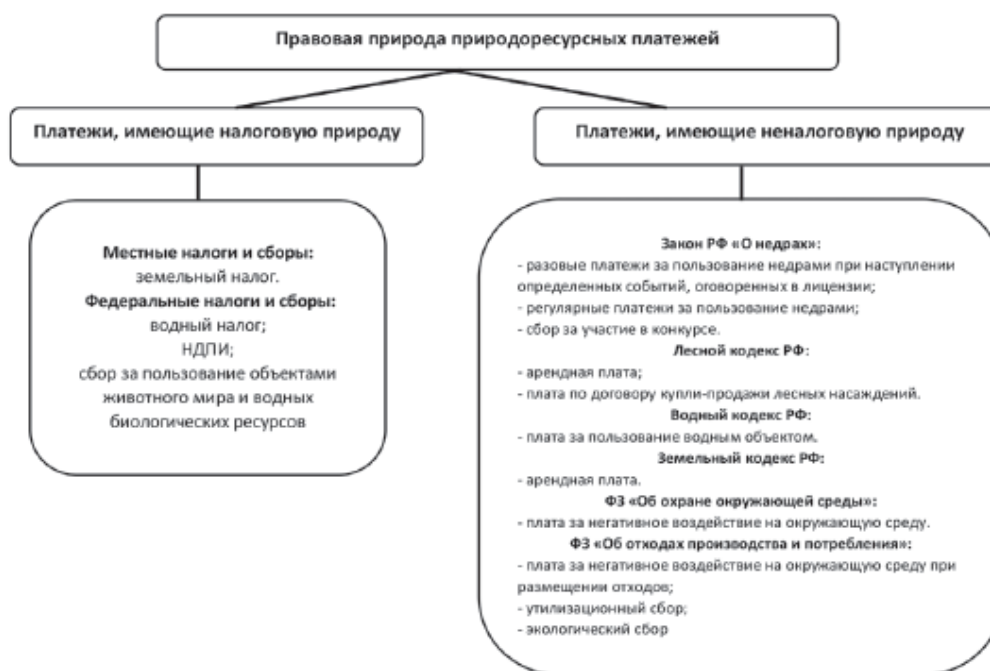 Правовая природа природоресурсных платежей
Платежи, имеющие налоговую природу
Местные налоги и сборы:
земельный налог.
Федеральные налоги и сборы:
водный налог;
НДПИ;
сбор за пользование объектами
животного мира и водных
биологических ресурсов
Платежи, имеющие неналоговую природу
Закон РФ «О недрах»:
- разовые платежи за пользование недрами при наступлении
определенных событий, оговоренных в лицензии;
- регулярные платежи за пользование недрами;
- сбор за участие в конкурсе.
Лесной кодекс РФ:
- арендная плата;
- плата по договору купли-продажи лесных насаждений.
Водный кодекс РФ:
- плата за пользование водным объектом.
Земельный кодекс РФ:
- арендная плата.
ФЗ «Об охране окружающей среды»:
- плата за негативное воздействие на окружающую среду.
ФЗ «Об отходах производства и потребления»:
- плата за негативное воздействие на окружающую среду при
размещении отходов;
- утилизационный сбор;
- экологический сбор